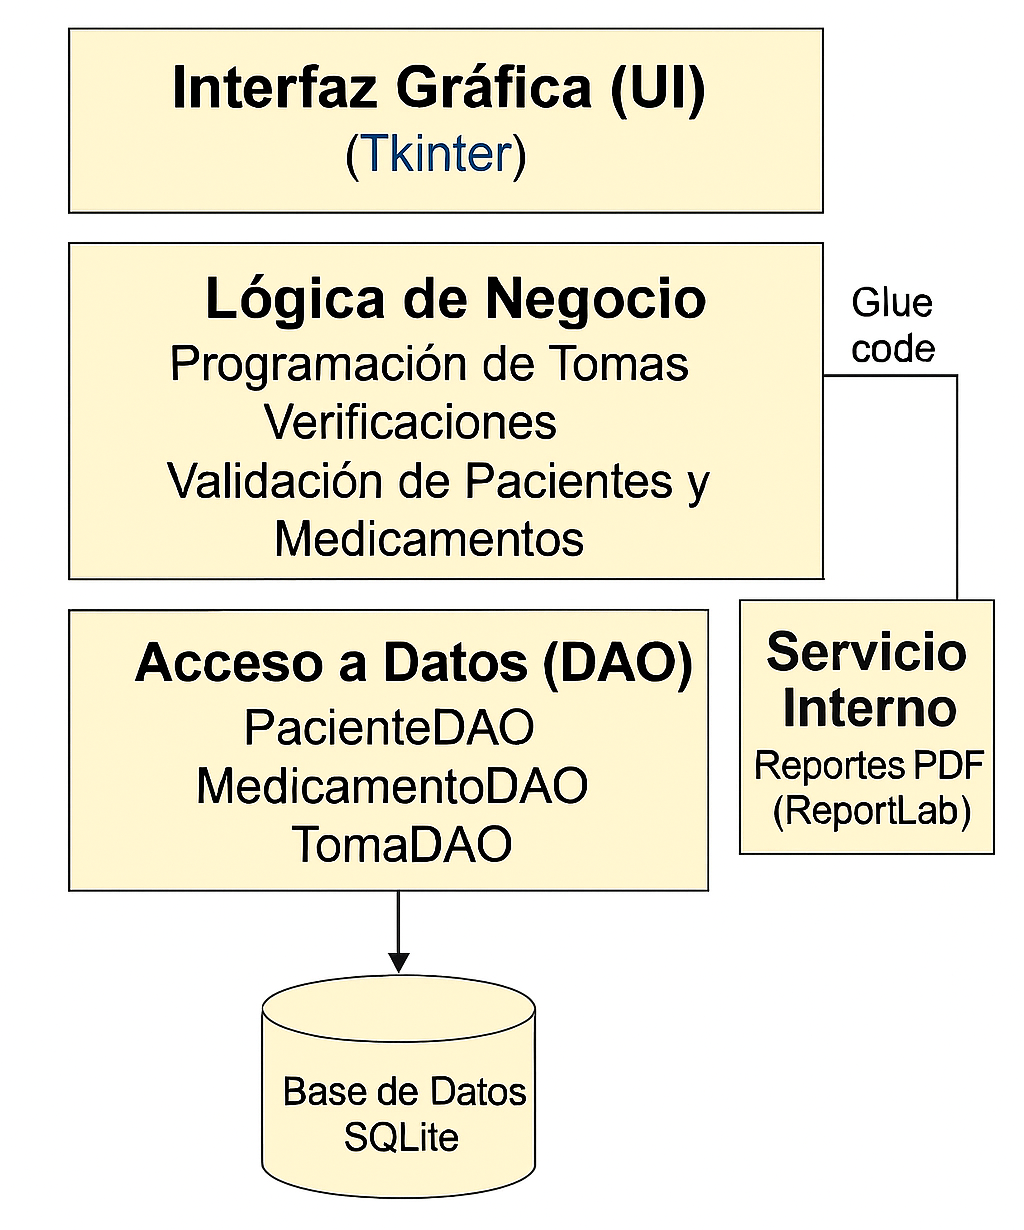 Interfaz Gráfica (UI)
(Tkinter)
Lógica de Negocio
Programación de Tomas
Verificaciones
Validación de Pacientes y
Medicamentos
Glue
code
Acceso a Datos (DAO)
PacienteDAO
MedicamentoDAO
TomaDAO
Servicio
Interno
Reportes PDF
(ReportLab)
Base de Datos
SQLite